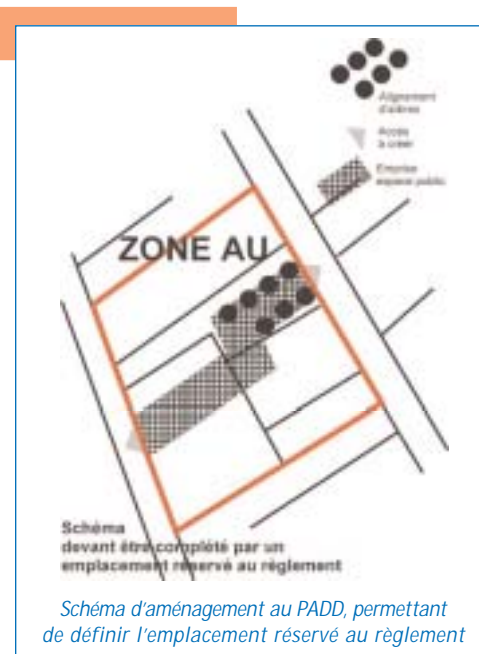 Alignement
d'arbres
Accès
à créer
Emprise
espace public
ZONE AU
Schéma
devant être complété par un
emplacement réservé au règlement
Schéma d'aménagement au PADD, permettant
de définir l'emplacement réservé au règlement